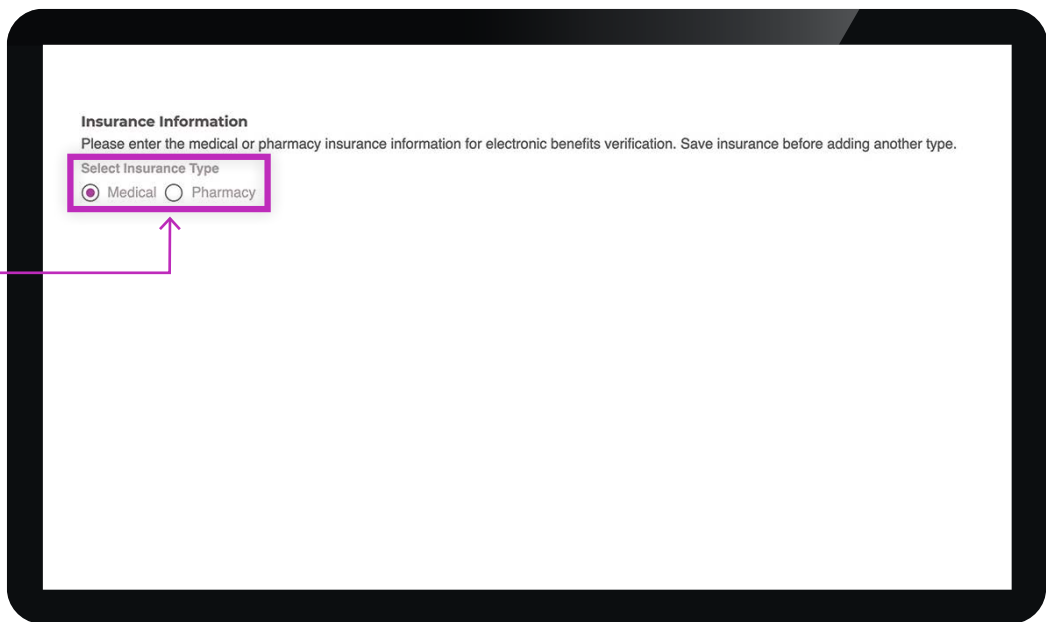 Insurance Information
Please enter the medical or pharmacy insurance information for electronic benefits verification. Save insurance before adding another type.
Select Insurance Type
Medical Pharmacy